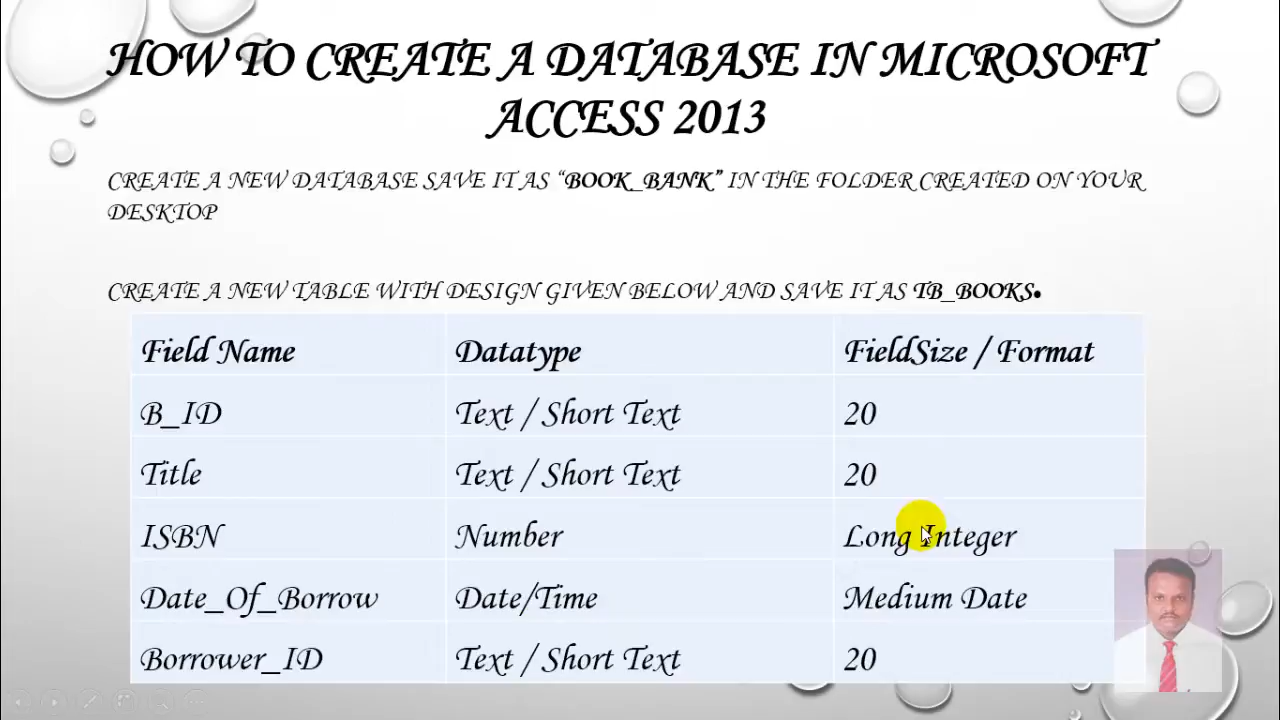 HOW TO CREATE A DATABASE IN MICROSOFT
ACCESS 2013
CREATE A NEW DATABASE SAVE IT AS “BOOK_BANK” IN THE FOLDER CREATED ON YOUR
DESKTOP
CREATE A NEW TABLE WITH DESIGN GIVEN BELOW AND SAVE IT AS TB_BOOKS.
Field Name Datatype FieldSize / Format
B_ID Text / Short Text 20
Title Text / Short Text 20
ISBN Number Long Integer
Date_Of_Borrow Date/Time Medium Date
Borrower_ID Text / Short Text 20